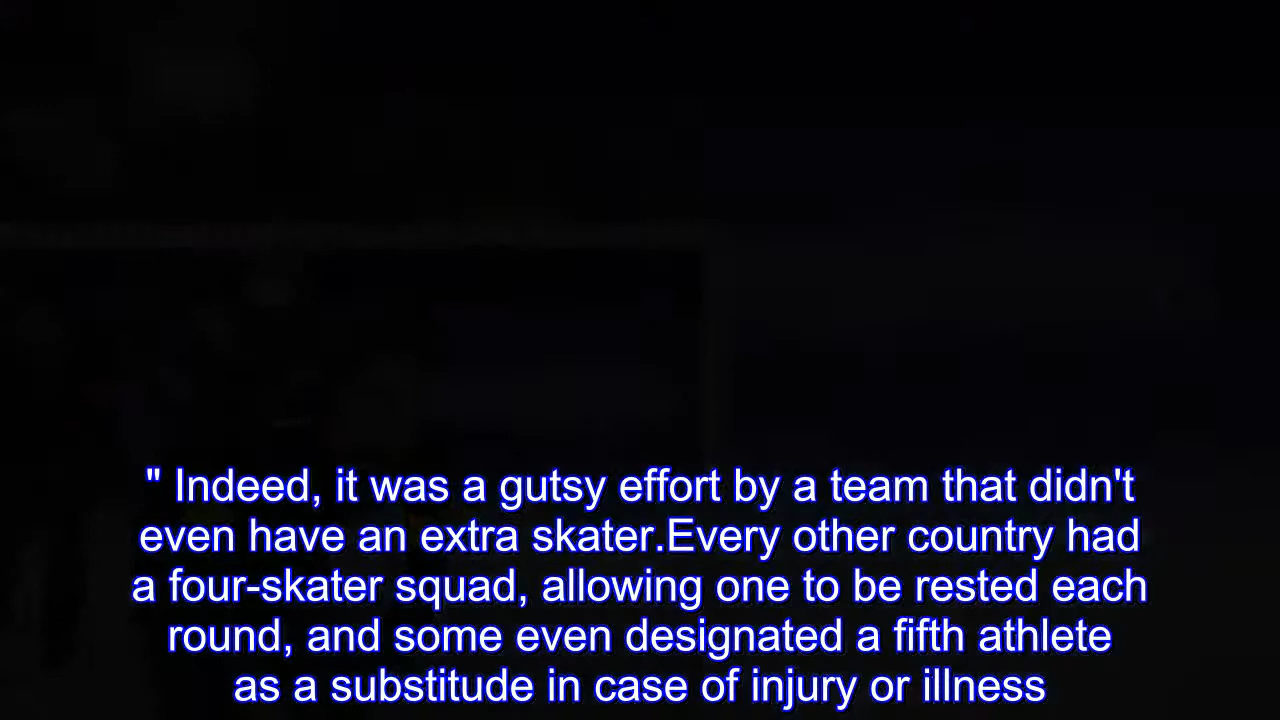 " Indeed, it was a gutsy effort by a team that didn't
even have an extra skater.Every other country had
a four-skater squad, allowing one to be rested each
round, and some even designated a fifth athlete
as a substitude in case of injury or illness